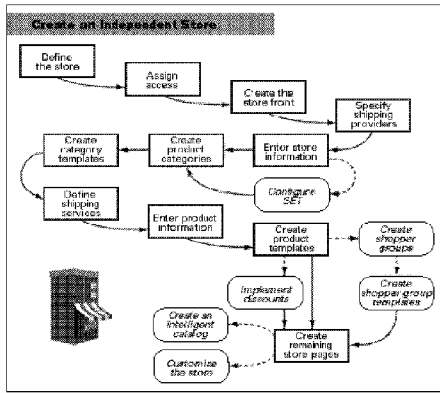 Create an Independent Store
Define
the store
Assign
access
Create the
store front
Specify
shipping
providers
Create
category
templates
Create
product
categories
Enter store
information
Configure
SET
Define
shipping
services
Enter product
information
Create
product
templates
Create
shopper
groups
Implement
discounts
Create
shopper group
templates
Create an
intelligent
catalog
Create
remaining
store pages
Customize
the store